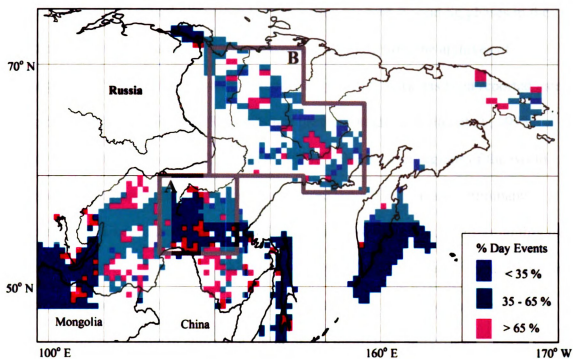 70° N
Russia
B
A
50° N
Mongolia
China
% Day Events
< 35 %
35 - 65 %
> 65 %
100° E
160° E
170° W